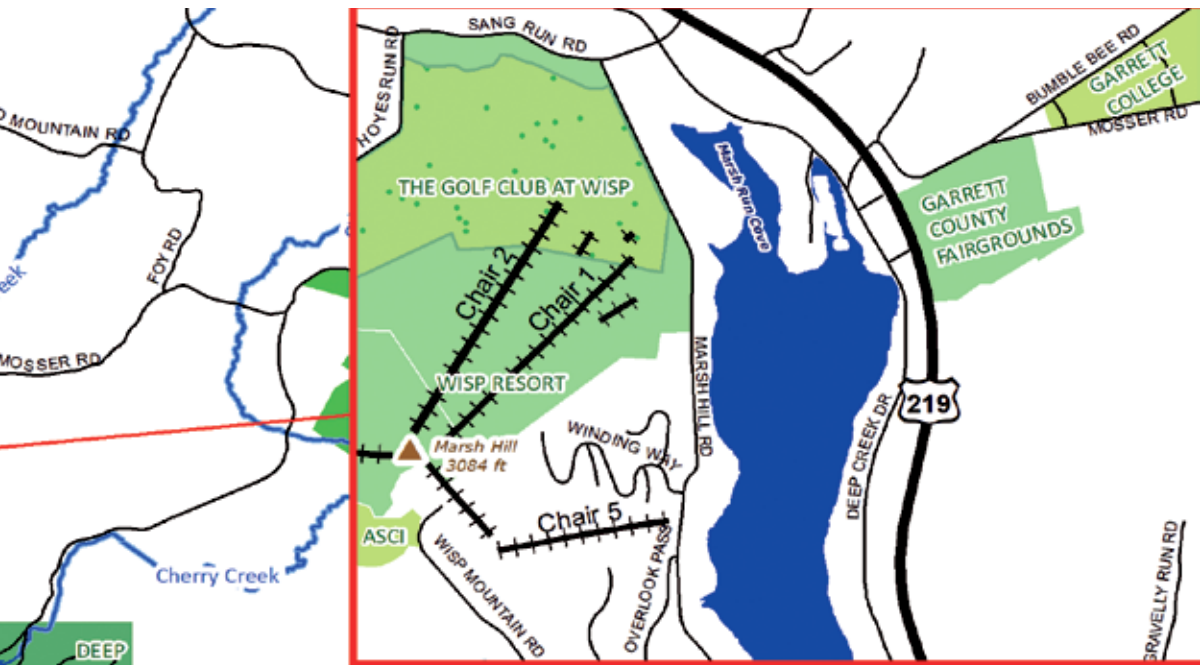 D MOUNTAIN RD
FOY RD
eek
MOSSER RD
Cherry Creek
DEEP
SANG RUN RD
HOYES RUN RD
THE GOLF CLUB AT WISP
Chair 2
Chair 1
WISP RESORT
Marsh Hill
3084 ft
ASCI
WISP MOUNTAIN RD
Chair 5
WINDING WAY
OVERLOOK PASS
MARSH HILL RD
Marsh Run Cove
DEEP CREEK DR
219
BUMBLE BEE RD
GARRETT
COLLEGE
MOSSER RD
GARRETT
COUNTY
FAIRGROUNDS
GRAVELLY RUN RD